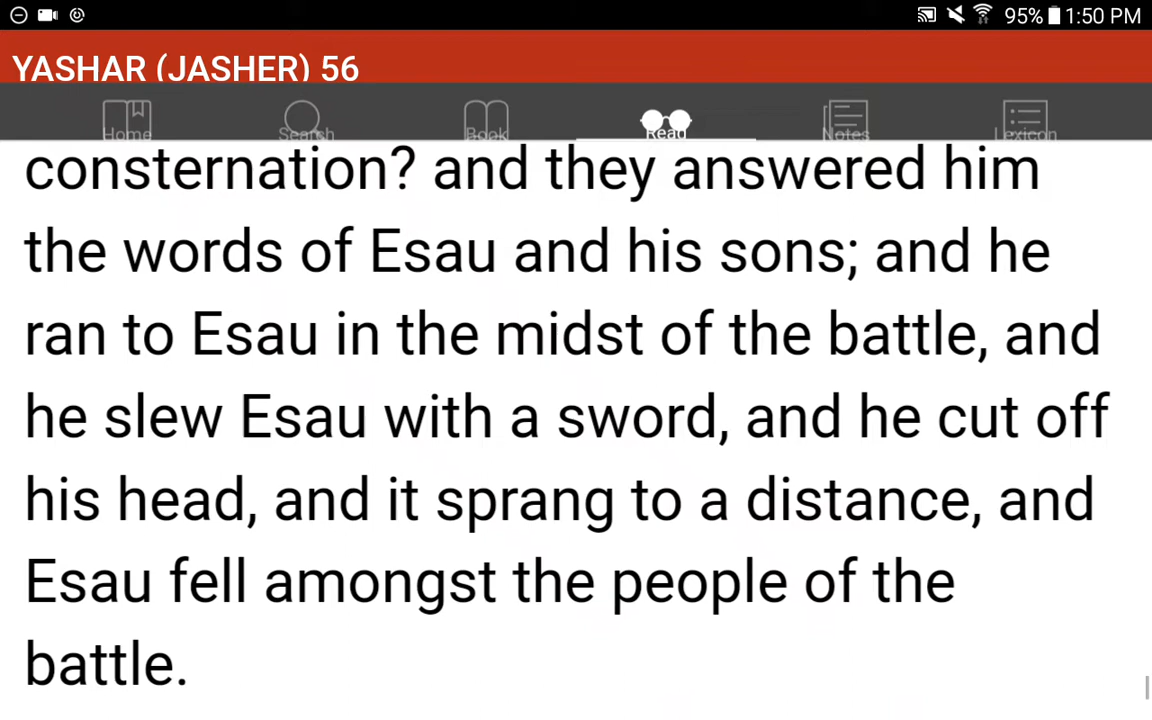 95% 1:50 PM
YASHAR (JASHER) 56
Home Search Book Read Notes Lexicon
consternation? and they answered him
the words of Esau and his sons; and he
ran to Esau in the midst of the battle, and
he slew Esau with a sword, and he cut off
his head, and it sprang to a distance, and
Esau fell amongst the people of the
battle.